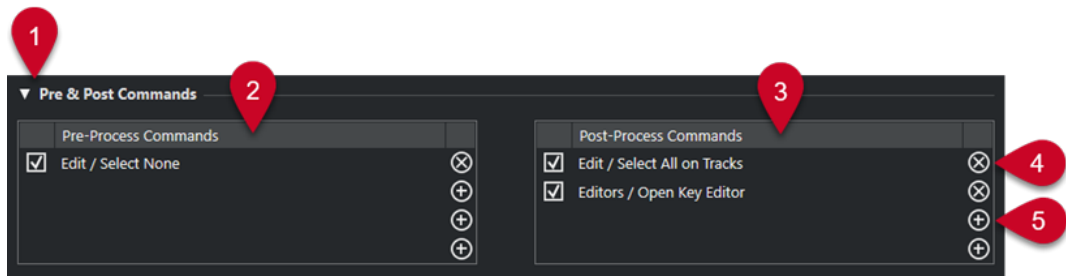 1
2
3
Pre & Post Commands
Pre-Process Commands
Edit / Select None
Post-Process Commands
Edit / Select All on Tracks
4
Editors / Open Key Editor
5